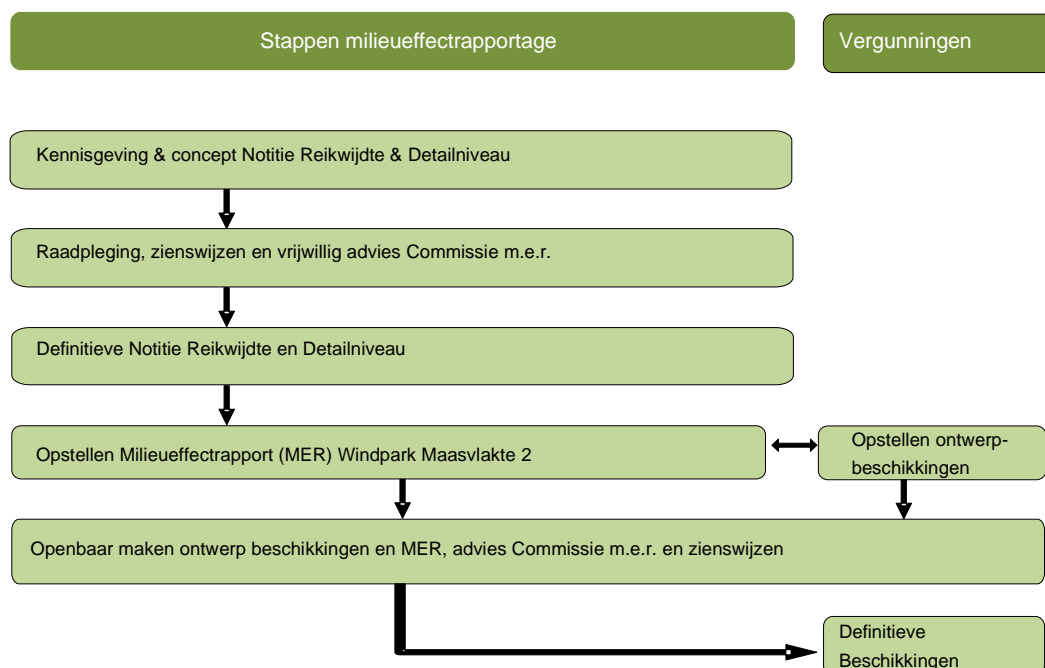 Stappen milieueffectrapportage
Vergunningen
Kennisgeving & concept Notitie Reikwijdte & Detailniveau
Raadpleging, zienswijzen en vrijwillig advies Commissie m.e.r.
Definitieve Notitie Reikwijdte en Detailniveau
Opstellen Milieueffectrapport (MER) Windpark Maasvlakte 2
Opstellen ontwerp-
beschikkingen
Openbaar maken ontwerp beschikkingen en MER, advies Commissie m.e.r. en zienswijzen
Definitieve
Beschikkingen